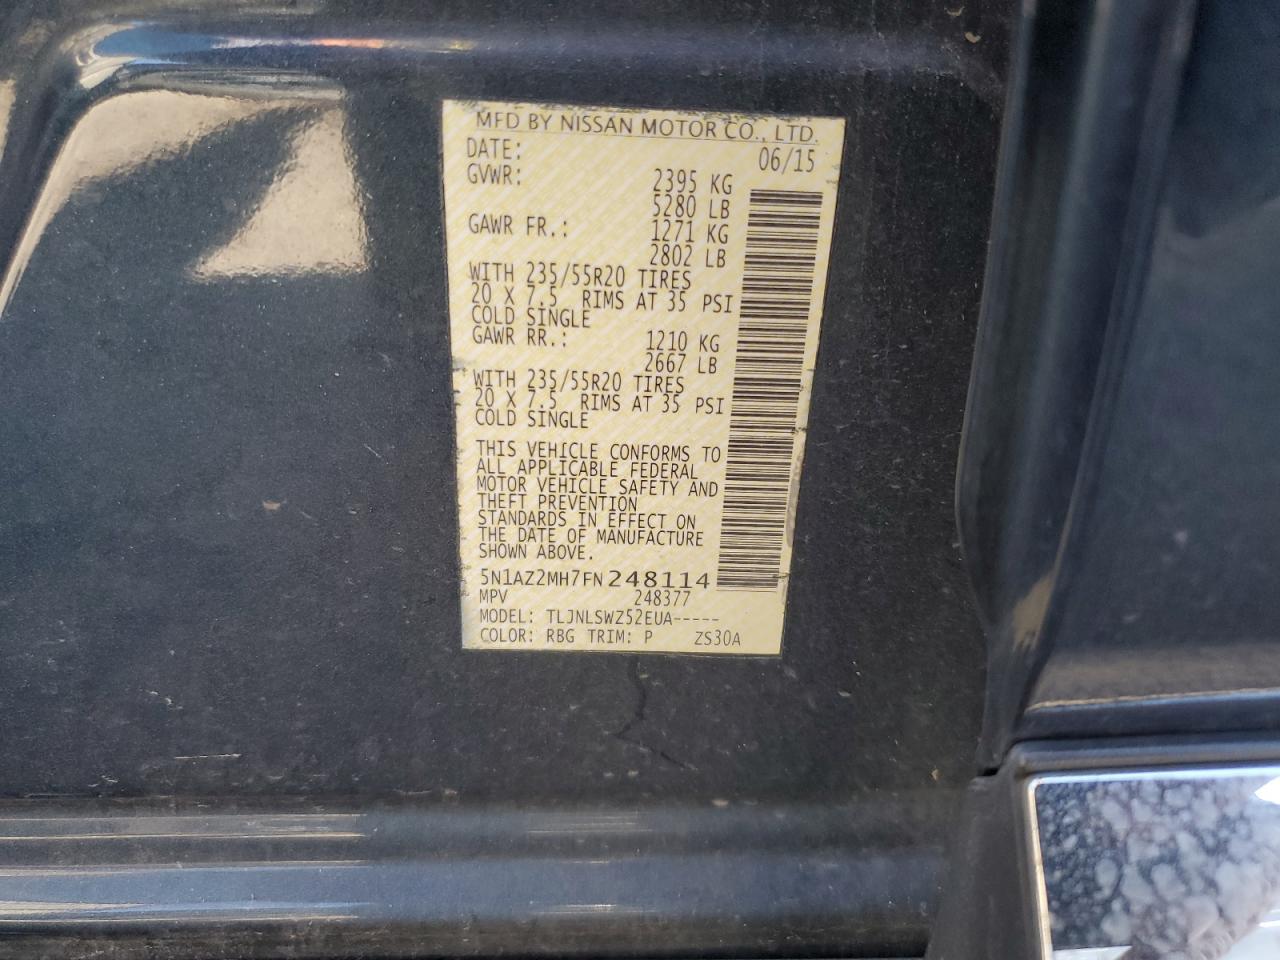 MFD BY NISSAN MOTOR CO., LTD.
DATE: 06/15
GVWR: 2395 KG
5280 LB
GAWR FR.: 1271 KG
2802 LB
WITH 235/55R20 TIRES
20 X 7.5 RIMS AT 35 PSI
COLD SINGLE
GAWR RR.: 1210 KG
2667 LB
WITH 235/55R20 TIRES
20 X 7.5 RIMS AT 35 PSI
COLD SINGLE
THIS VEHICLE CONFORMS TO
ALL APPLICABLE FEDERAL
MOTOR VEHICLE SAFETY AND
THEFT PREVENTION
STANDARDS IN EFFECT ON
THE DATE OF MANUFACTURE
SHOWN ABOVE.
5N1AZ2MH7FN248114
MPV 248377
MODEL: TLJNLSWZ52EUA-----
COLOR: RBG TRIM: P ZS30A